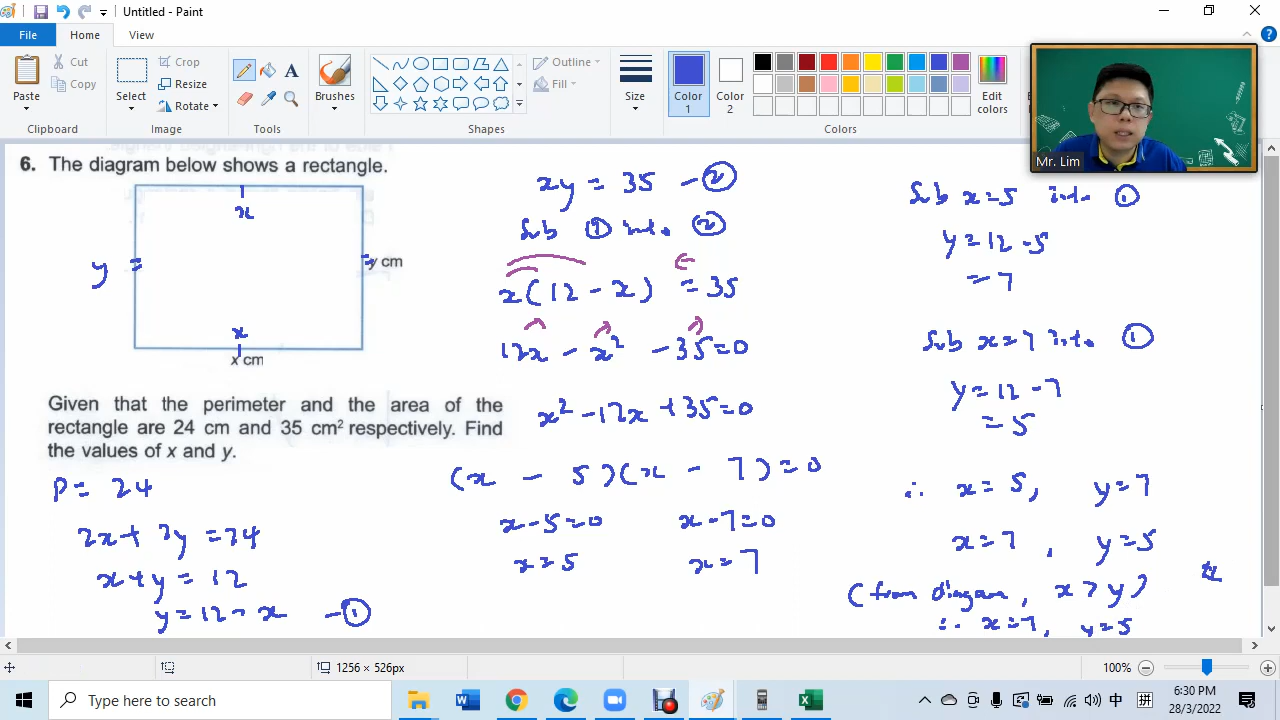 Untitled - Paint
File
Home
View
Paste
Cut
Copy
Clipboard
Select
Crop
Resize
Rotate
Image
Tools
Brushes
Shapes
Outline
Fill
Size
Color 1
Color 2
Edit colors
Colors
Mr. Lim
6. The diagram below shows a rectangle.
x
y
y cm
x
x cm
Given that the perimeter and the area of the
rectangle are 24 cm and 35 cm² respectively. Find
the values of x and y.
P = 24
2x + 2y = 24
x + y = 12
y = 12 - x - ①
xy = 35 - ②
Sub ① into ②
x(12 - x) = 35
12x - x² - 35 = 0
x² - 12x + 35 = 0
(x - 5)(x - 7) = 0
x - 5 = 0 x - 7 = 0
x = 5 x = 7
Sub x = 5 into ①
y = 12 - 5
= 7
Sub x = 7 into ①
y = 12 - 7
= 5
∴ x = 5, y = 7
x = 7, y = 5
(from diagram, x > y)
∴ x = 7, y = 5
1256 × 526px
100%
Type here to search
中
拼
6:30 PM
28/3/2022